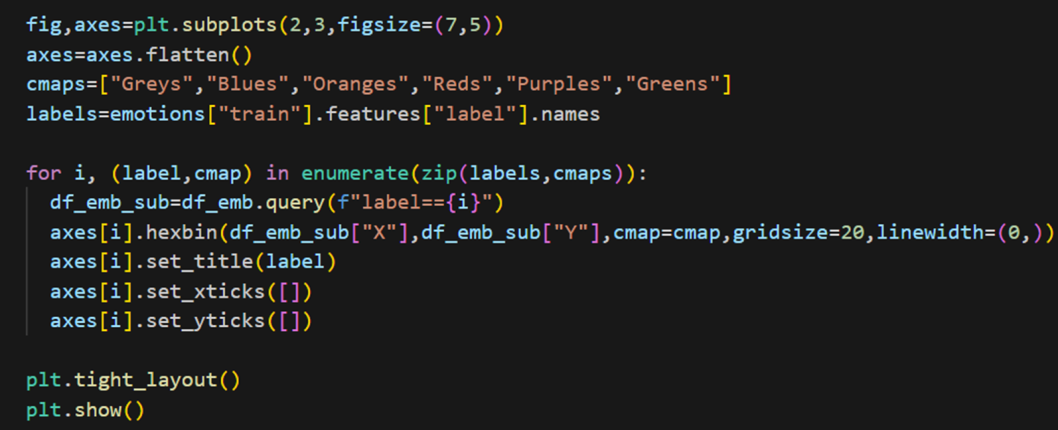 fig,axes=plt.subplots(2,3,figsize=(7,5))
axes=axes.flatten()
cmaps=["Greys","Blues","Oranges","Reds","Purples","Greens"]
labels=emotions["train"].features["label"].names

for i, (label,cmap) in enumerate(zip(labels,cmaps)):
  df_emb_sub=df_emb.query(f"label=={i}")
  axes[i].hexbin(df_emb_sub["X"],df_emb_sub["Y"],cmap=cmap,gridsize=20,linewidth=(0,))
  axes[i].set_title(label)
  axes[i].set_xticks([])
  axes[i].set_yticks([])

plt.tight_layout()
plt.show()